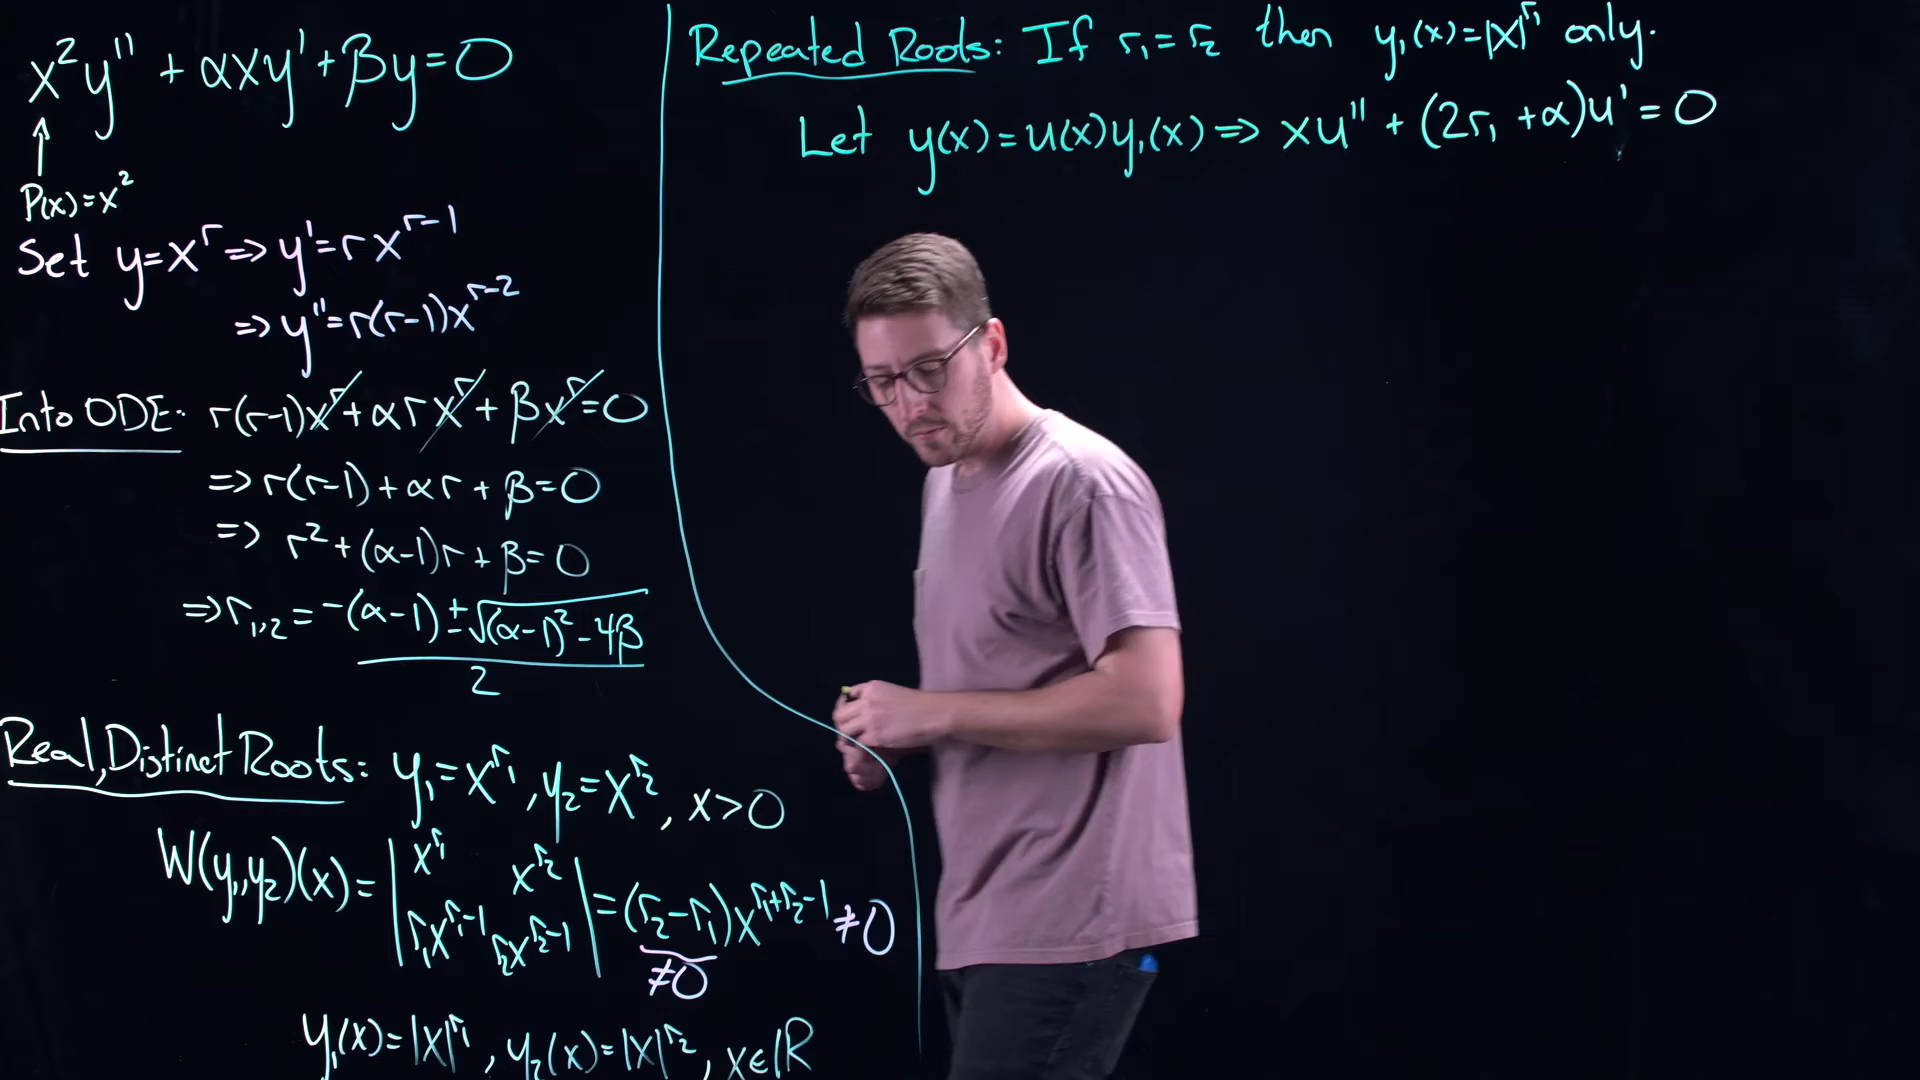 x²y'' + αxy' + βy = 0
↑
P(x) = x²
Set y = x^r ⇒ y' = rx^{r-1}
⇒ y'' = r(r-1)x^{r-2}
Into ODE: r(r-1)x^r + αrx^r + βx^r = 0
⇒ r(r-1) + αr + β = 0
⇒ r² + (α-1)r + β = 0
⇒ r_{1,2} = \frac{-(α-1) ± √((α-1)² - 4β)}{2}
Real, Distinct Roots: y₁ = x^{r₁}, y₂ = x^{r₂}, x > 0
W(y₁,y₂)(x) = | x^{r₁} x^{r₂} ; r₁x^{r₁-1} r₂x^{r₂-1} | = (r₂ - r₁)x^{r₁+r₂-1} ≠ 0
≠0
y₁(x) = |x|^{r₁}, y₂(x) = |x|^{r₂}, x ∈ ℝ
Repeated Roots: If r₁ = r₂ then y₁(x) = |x|^{r₁} only.
Let y(x) = u(x)y₁(x) ⇒ xu'' + (2r₁ + α)u' = 0